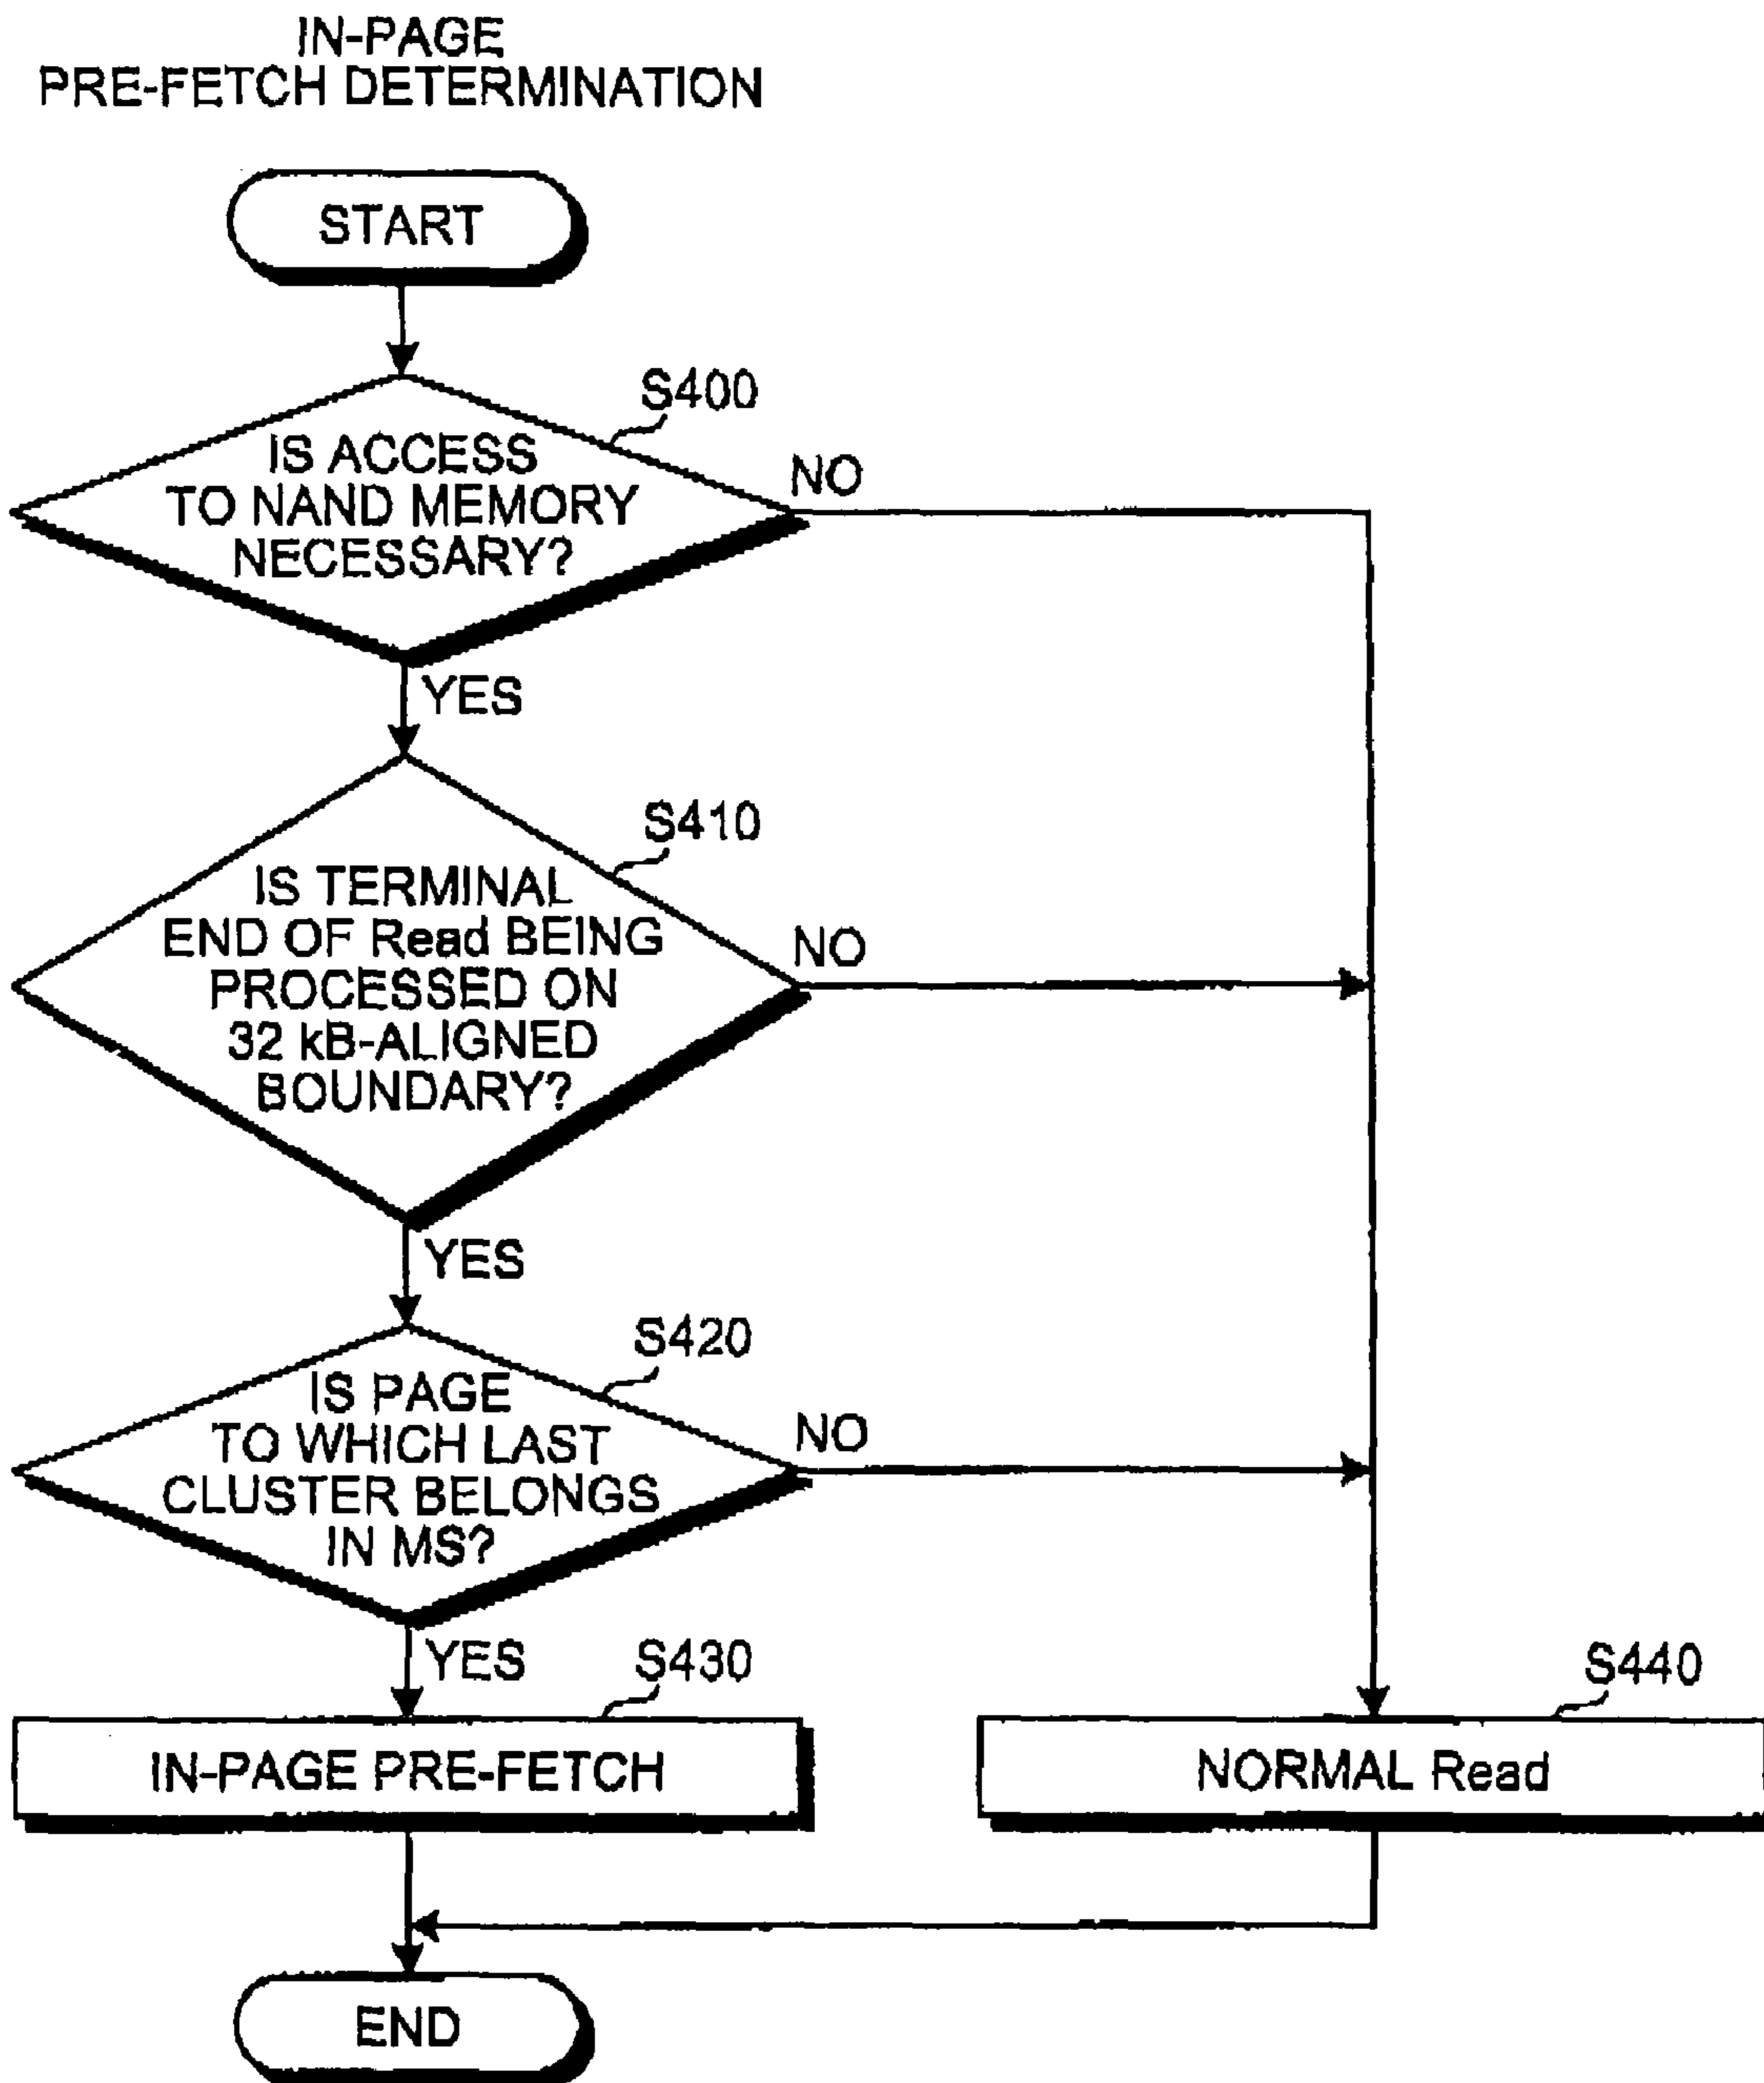 IN-PAGE
PRE-FETCH DETERMINATION
START
S400
IS ACCESS
TO NAND MEMORY
NECESSARY?
NO
YES
S410
IS TERMINAL
END OF Read BEING
PROCESSED ON
32 kB-ALIGNED
BOUNDARY?
NO
YES
S420
IS PAGE
TO WHICH LAST
CLUSTER BELONGS
IN MS?
NO
YES
S430
S440
IN-PAGE PRE-FETCH
NORMAL Read
END